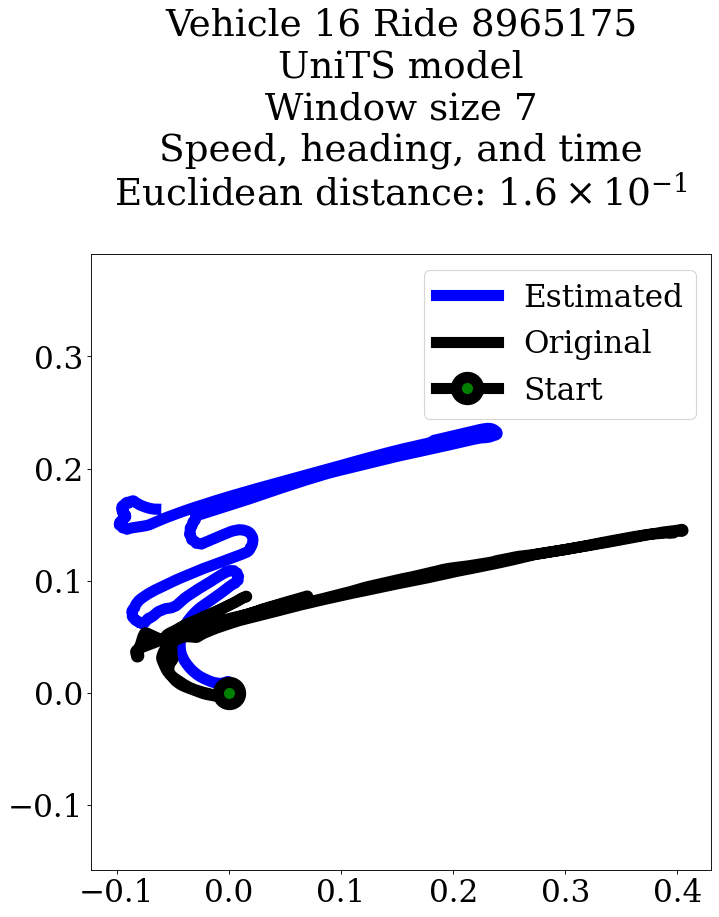 Vehicle 16 Ride 8965175
UniTS model
Window size 7
Speed, heading, and time
Euclidean distance: $1.6 \times 10^{-1}$
Estimated
Original
Start
0.3
0.2
0.1
0.0
−0.1
−0.1 0.0 0.1 0.2 0.3 0.4